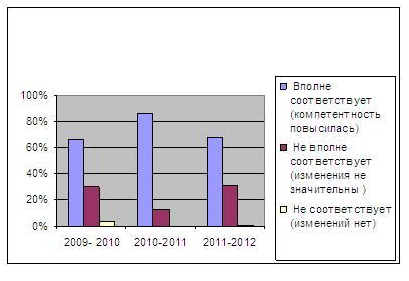 100%
80%
60%
40%
20%
0%
2009- 2010
2010-2011
2011-2012
Вполне
соответствует
(компетентность
повысилась)
Не вполне
соответствует
(изменения не
значительны )
Не соответствует
(изменений нет)